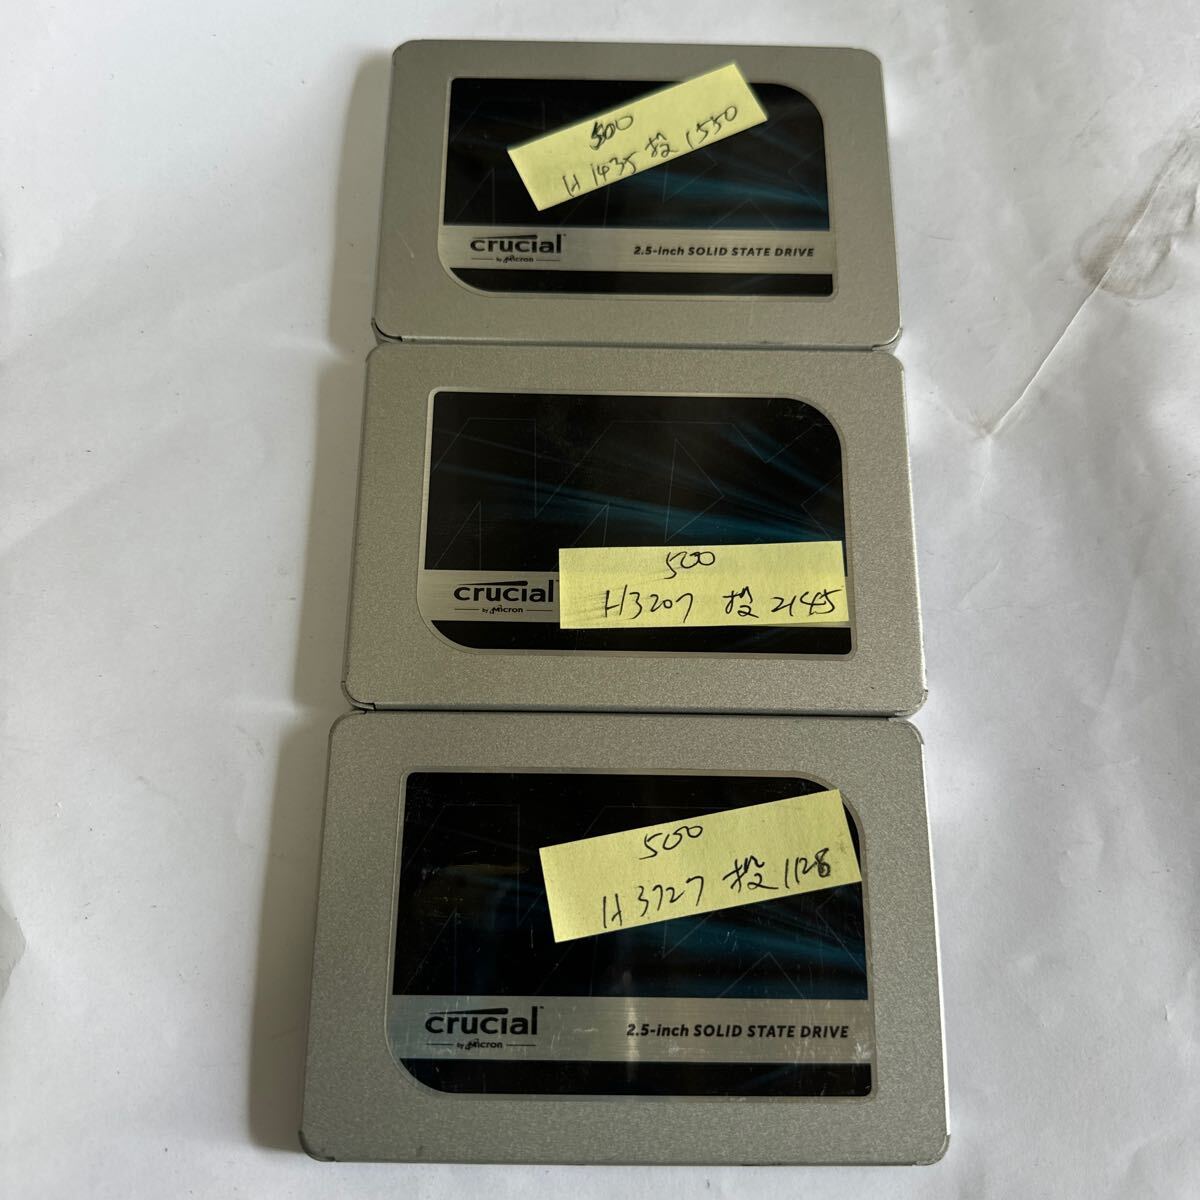 500
H 1435 投 1550
crucial
by Micron
2.5-inch SOLID STATE DRIVE
500
H3207 投 2145
crucial
by Micron
500
H 3727 投 1128
crucial
by Micron
2.5-inch SOLID STATE DRIVE